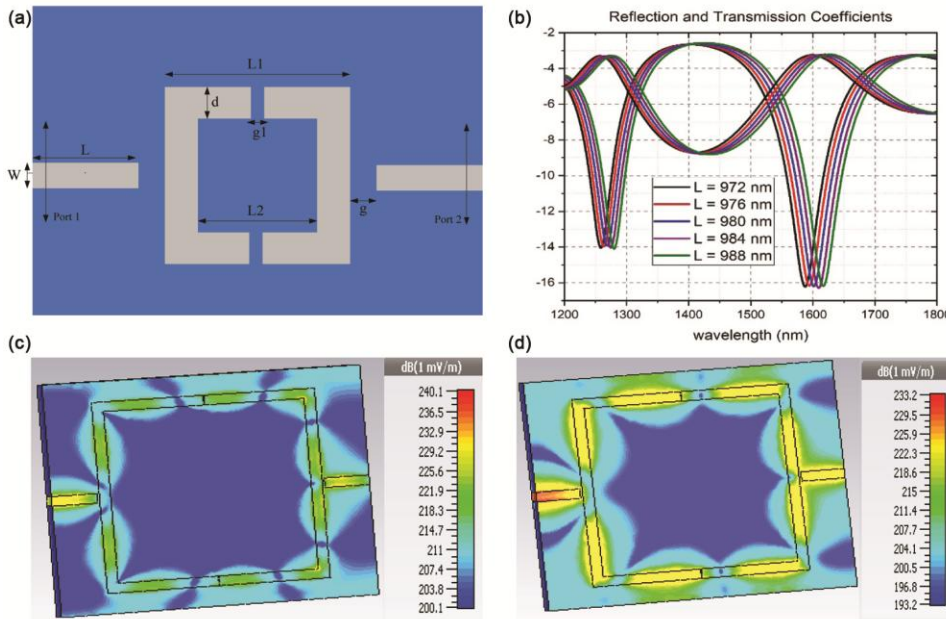 (a)
L1
d
g1
L
W
L2
g
Port 1
Port 2
(b)
Reflection and Transmission Coefficients
-2
-4
-6
-8
-10
-12
-14
-16
L = 972 nm
L = 976 nm
L = 980 nm
L = 984 nm
L = 988 nm
1200 1300 1400 1500 1600 1700 1800
wavelength (nm)
(c)
dB(1 mV/m)
240.1
236.5
232.9
229.2
225.6
221.9
218.3
214.7
211
207.4
203.8
200.1
(d)
dB(1 mV/m)
233.2
229.5
225.9
222.3
218.6
215
211.4
207.7
204.1
200.5
196.8
193.2